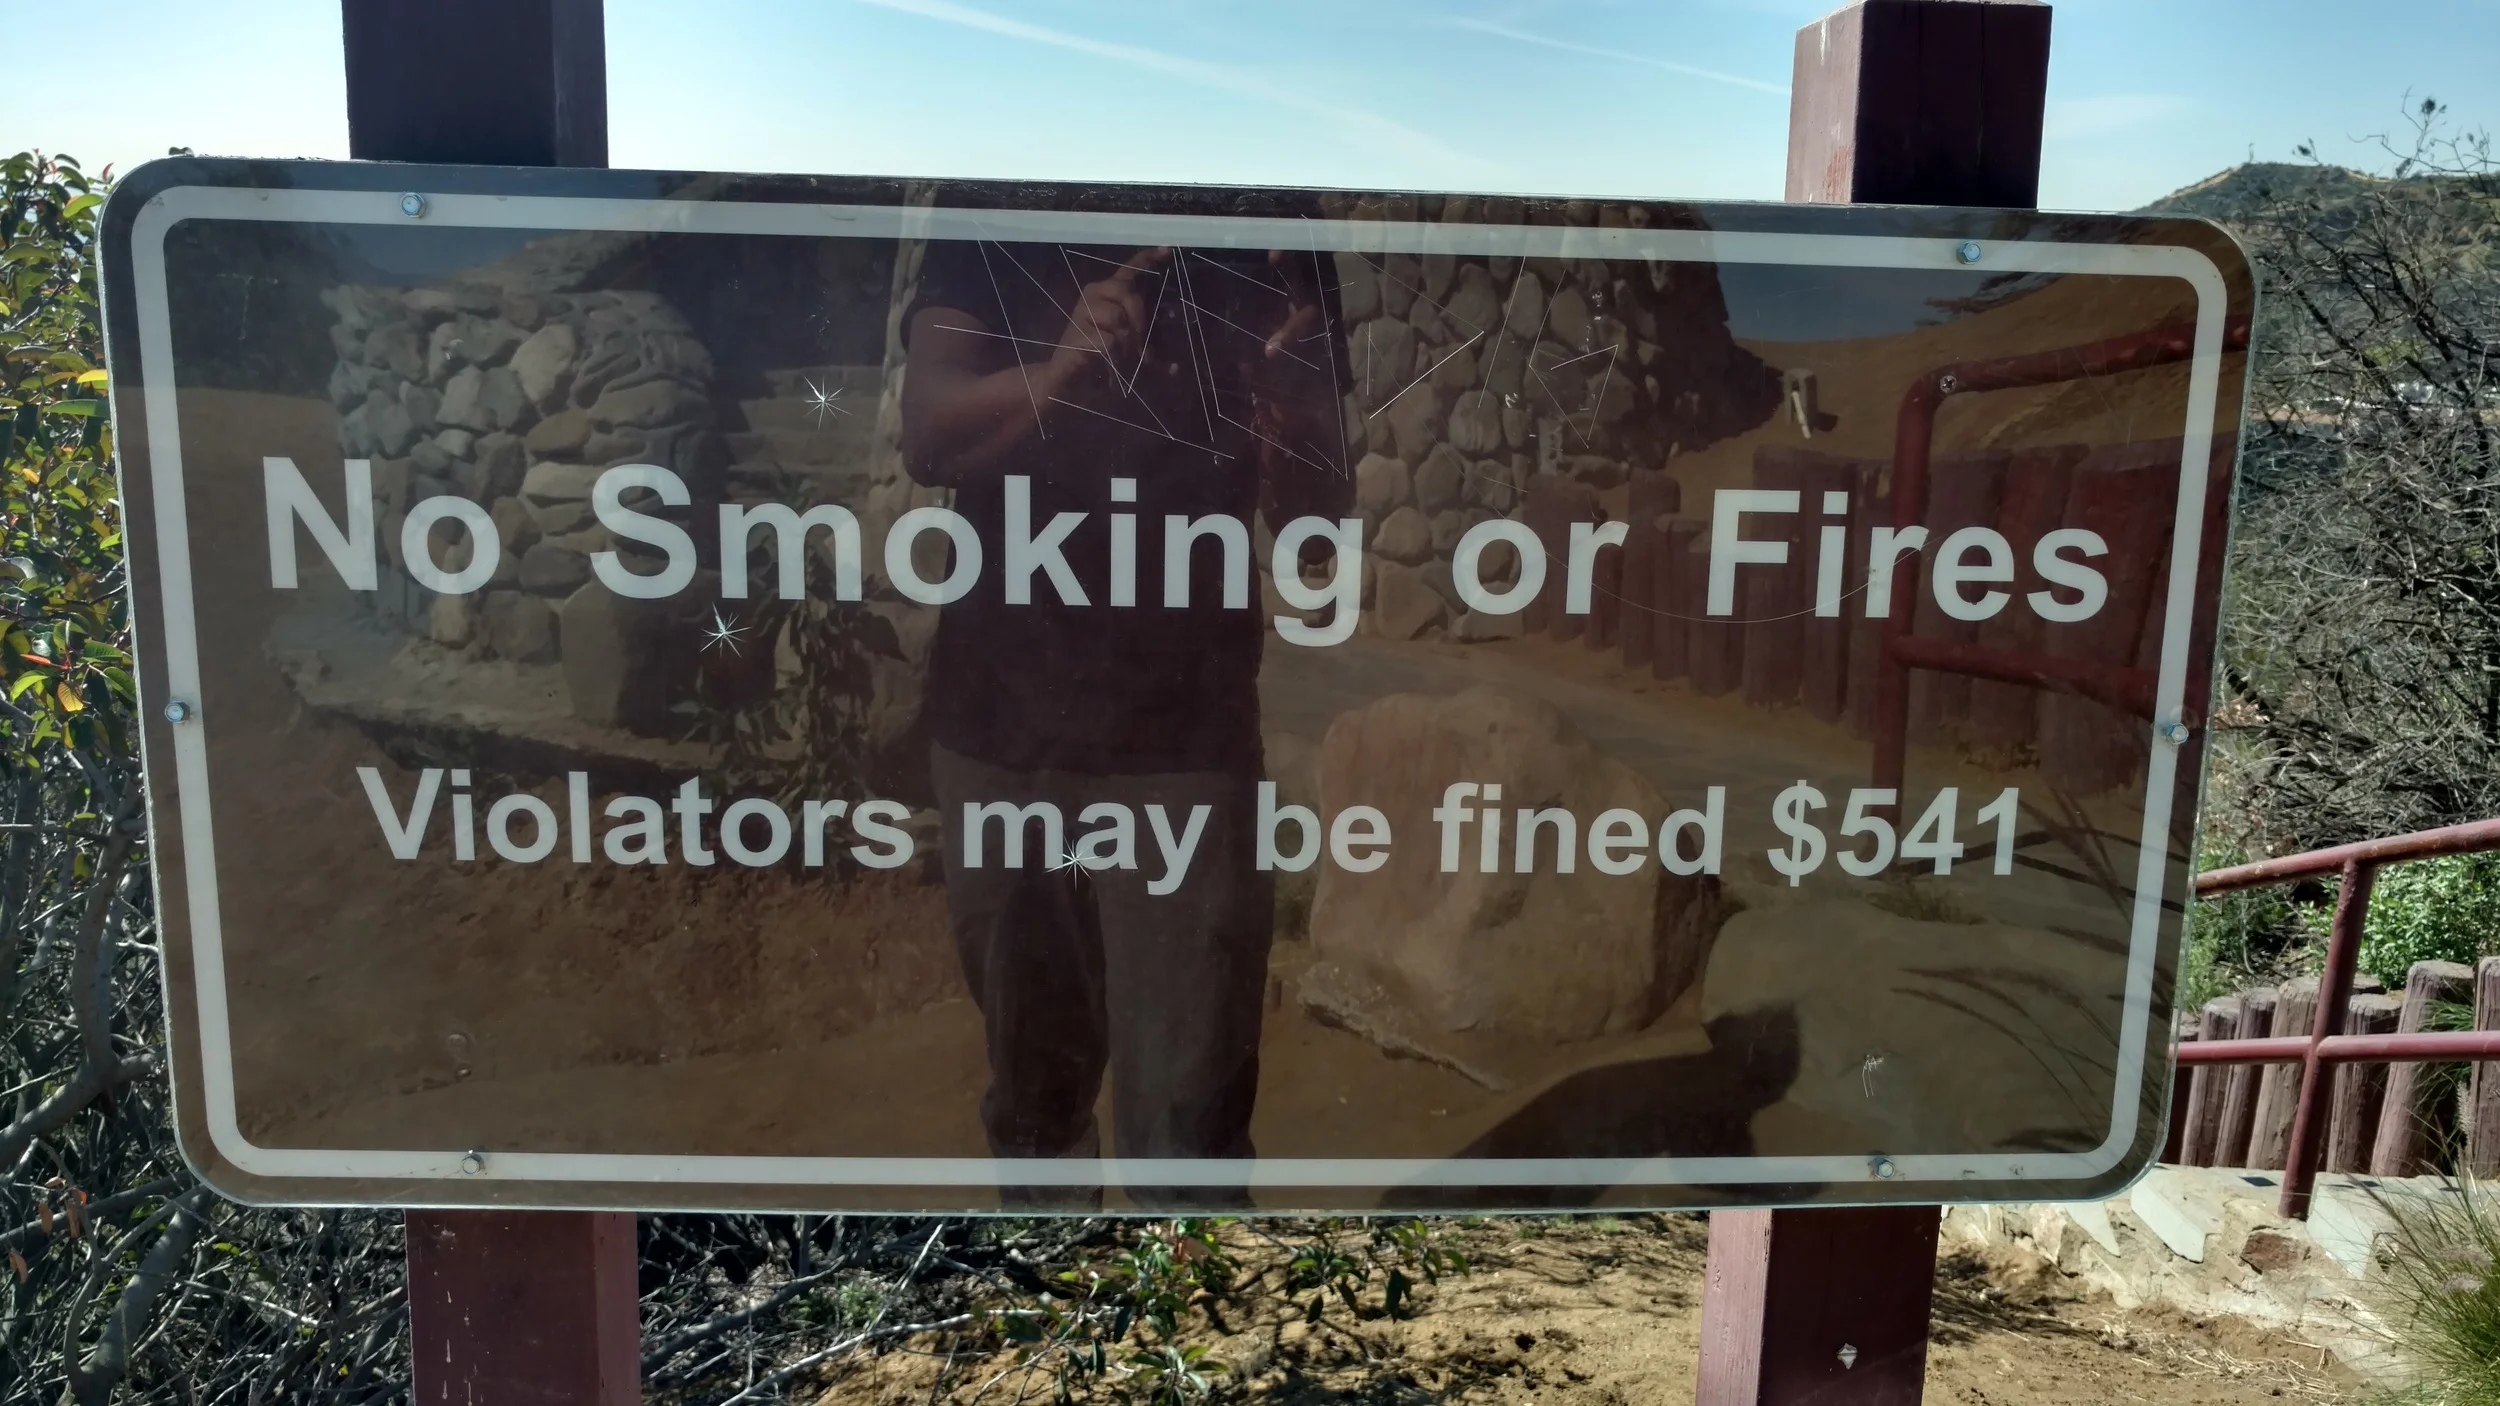 No Smoking or Fires
Violators may be fined $541